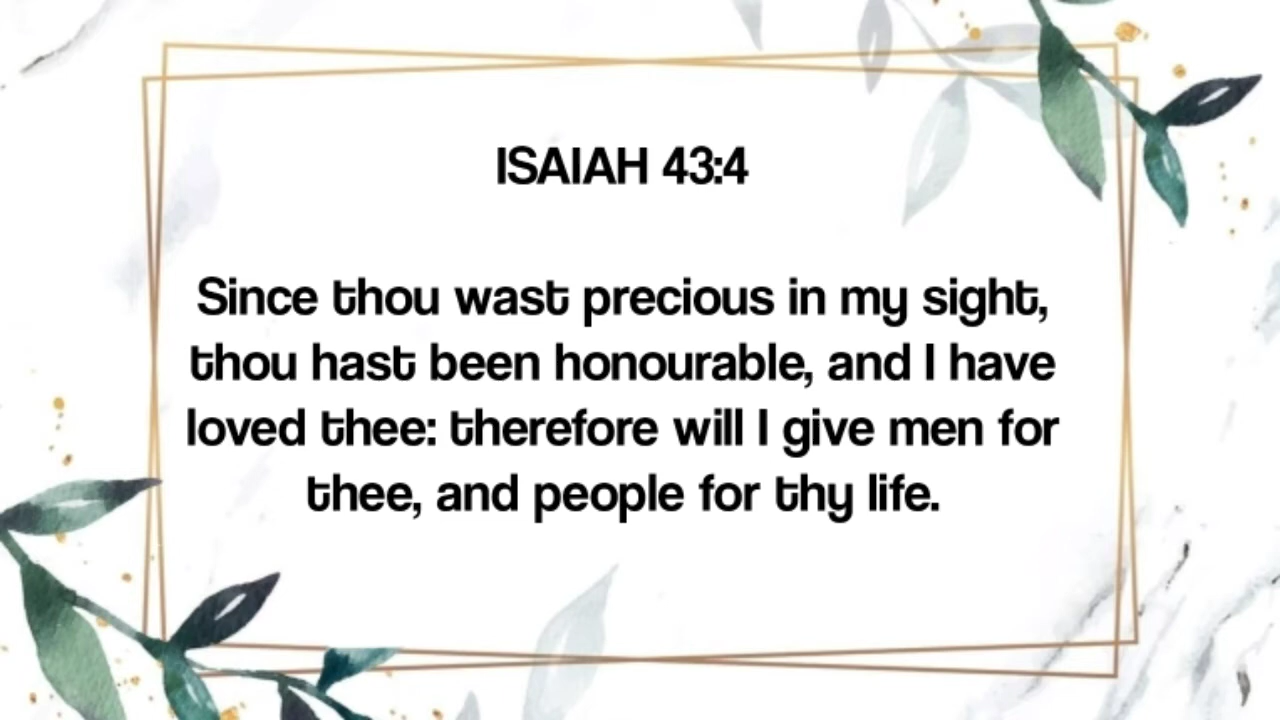 ISAIAH 43:4
Since thou wast precious in my sight,
thou hast been honourable, and I have
loved thee: therefore will I give men for
thee, and people for thy life.